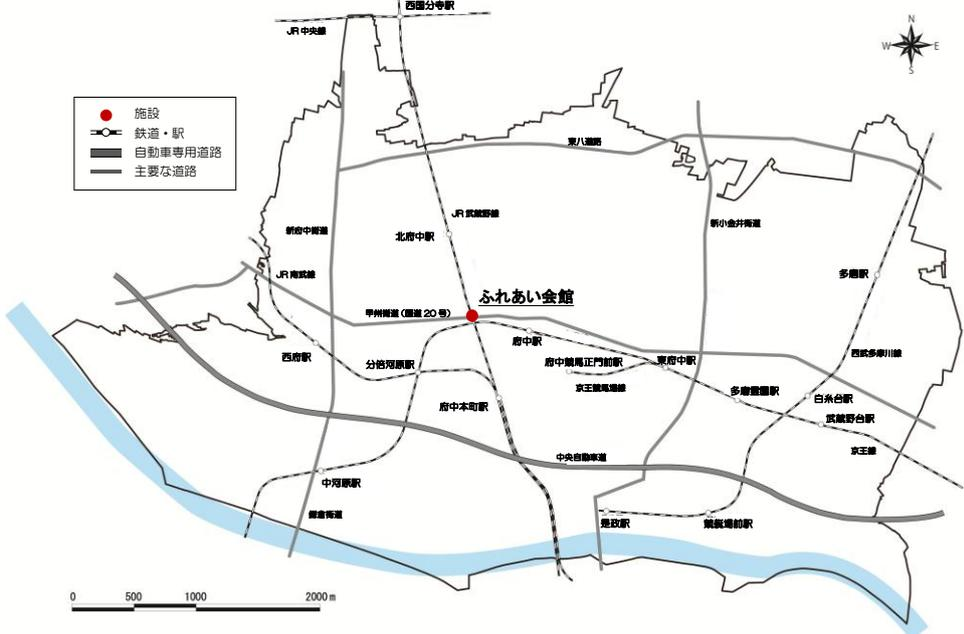 西国分寺駅
JR中央線
N
W
E
S
施設
鉄道・駅
自動車専用道路
主要な道路
東八道路
JR武蔵野線
新小金井街道
新府中街道
北府中駅
JR南武線
多磨駅
ふれあい会館
甲州街道(国道20号)
府中駅
西府駅
分倍河原駅
府中競馬正門前駅
東府中駅
西武多摩川線
京王競馬場線
多磨霊園駅
白糸台駅
府中本町駅
武蔵野台駅
京王線
中央自動車道
中河原駅
鎌倉街道
是政駅
競艇場前駅
0
500
1000
2000m